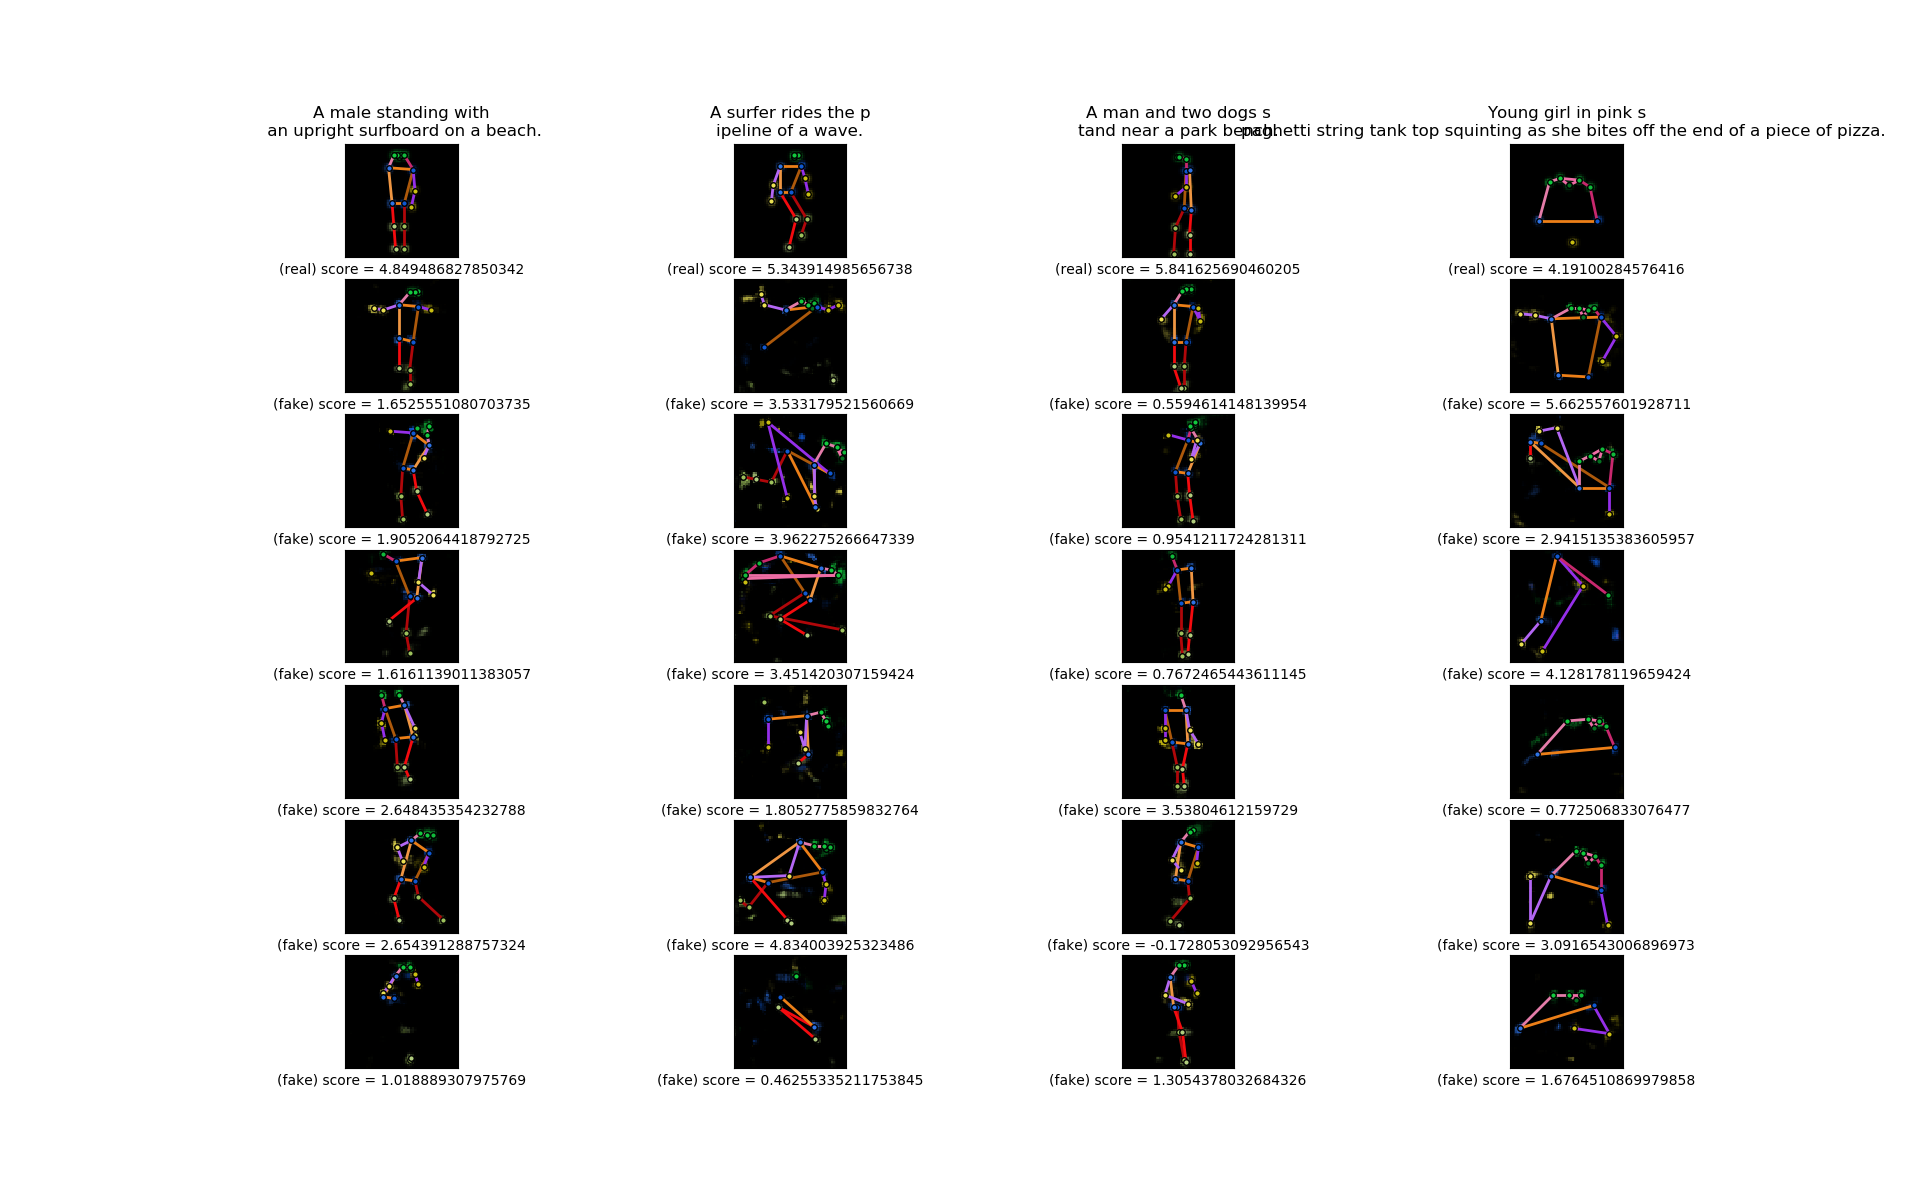 A male standing with
an upright surfboard on a beach.
A surfer rides the p
ipeline of a wave.
A man and two dogs s
tand near a park bench.
Young girl in pink s
paghetti string tank top squinting as she bites off the end of a piece of pizza.
(real) score = 4.849486827850342
(real) score = 5.343914985656738
(real) score = 5.841625690460205
(real) score = 4.19100284576416
(fake) score = 1.6525551080703735
(fake) score = 3.533179521560669
(fake) score = 0.5594614148139954
(fake) score = 5.662557601928711
(fake) score = 1.9052064418792725
(fake) score = 3.962275266647339
(fake) score = 0.9541211724281311
(fake) score = 2.9415135383605957
(fake) score = 1.6161139011383057
(fake) score = 3.451420307159424
(fake) score = 0.7672465443611145
(fake) score = 4.128178119659424
(fake) score = 2.648435354232788
(fake) score = 1.8052775859832764
(fake) score = 3.53804612159729
(fake) score = 0.772506833076477
(fake) score = 2.654391288757324
(fake) score = 4.834003925323486
(fake) score = -0.1728053092956543
(fake) score = 3.0916543006896973
(fake) score = 1.018889307975769
(fake) score = 0.46255335211753845
(fake) score = 1.3054378032684326
(fake) score = 1.6764510869979858